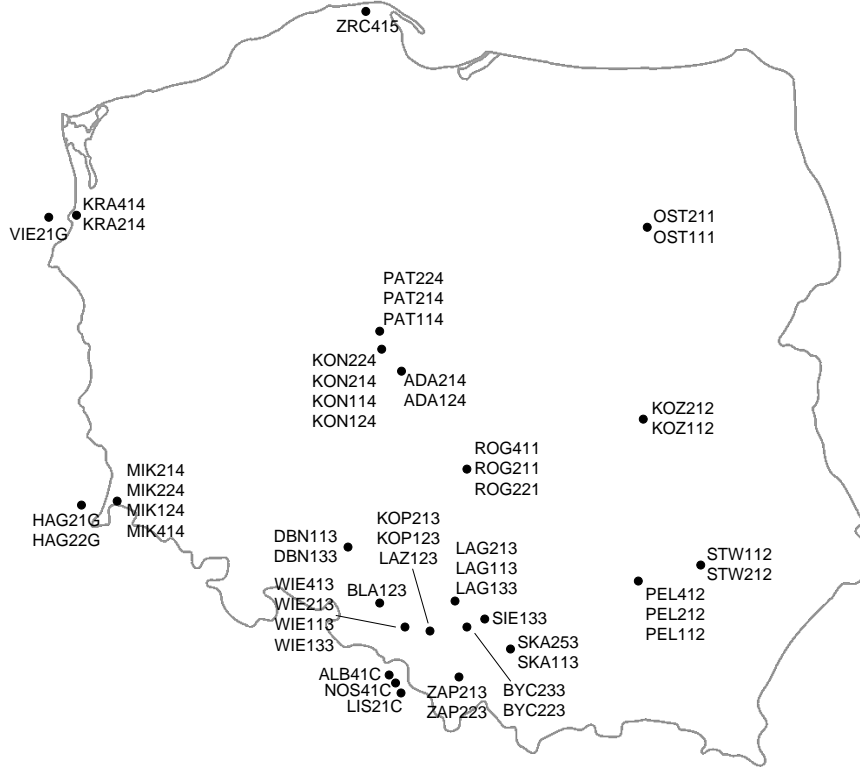 ZRC415
KRA414
KRA214
VIE21G
OST211
OST111
PAT224
PAT214
PAT114
KON224
KON214
KON114
KON124
ADA214
ADA124
KOZ212
KOZ112
ROG411
ROG211
ROG221
MIK214
MIK224
MIK124
MIK414
HAG21G
HAG22G
DBN113
DBN133
KOP213
KOP123
LAZ123
LAG213
LAG113
LAG133
STW112
STW212
WIE413
WIE213
WIE113
WIE133
BLA123
SIE133
PEL412
PEL212
PEL112
SKA253
SKA113
ALB41C
NOS41C
LIS21C
ZAP213
ZAP223
BYC233
BYC223